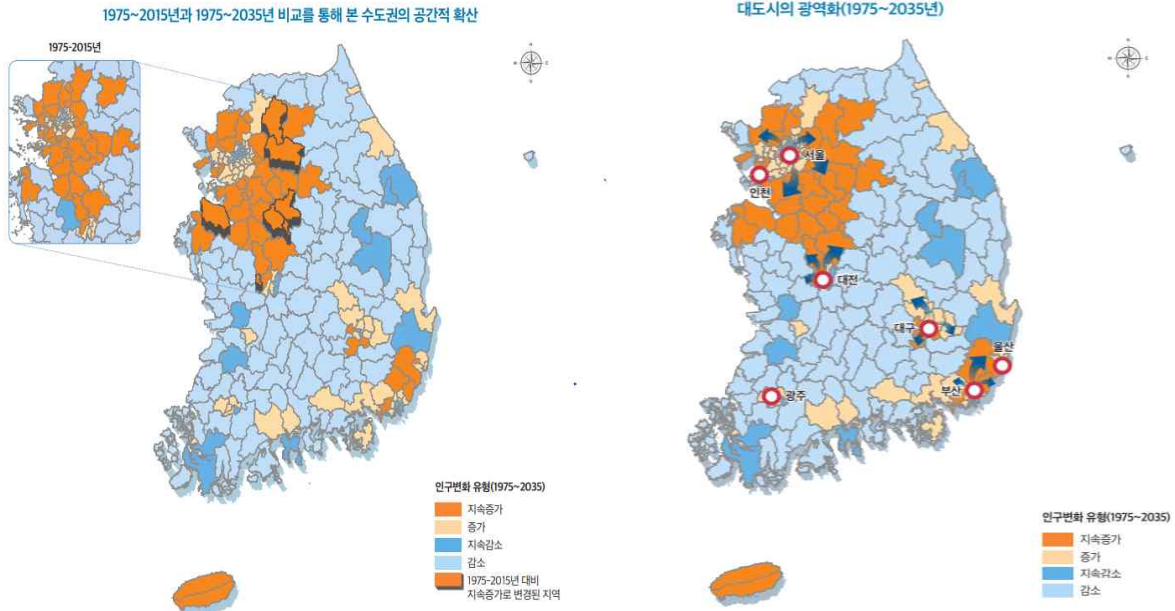 1975~2015년과 1975~2035년 비교를 통해 본 수도권의 공간적 확산
1975-2015년
인구변화 유형(1975~2035)
지속증가
증가
지속감소
감소
1975-2015년 대비
지속증가로 변경된 지역
대도시의 광역화(1975~2035년)
서울
인천
대전
대구
울산
부산
광주
인구변화 유형(1975~2035)
지속증가
증가
지속감소
감소